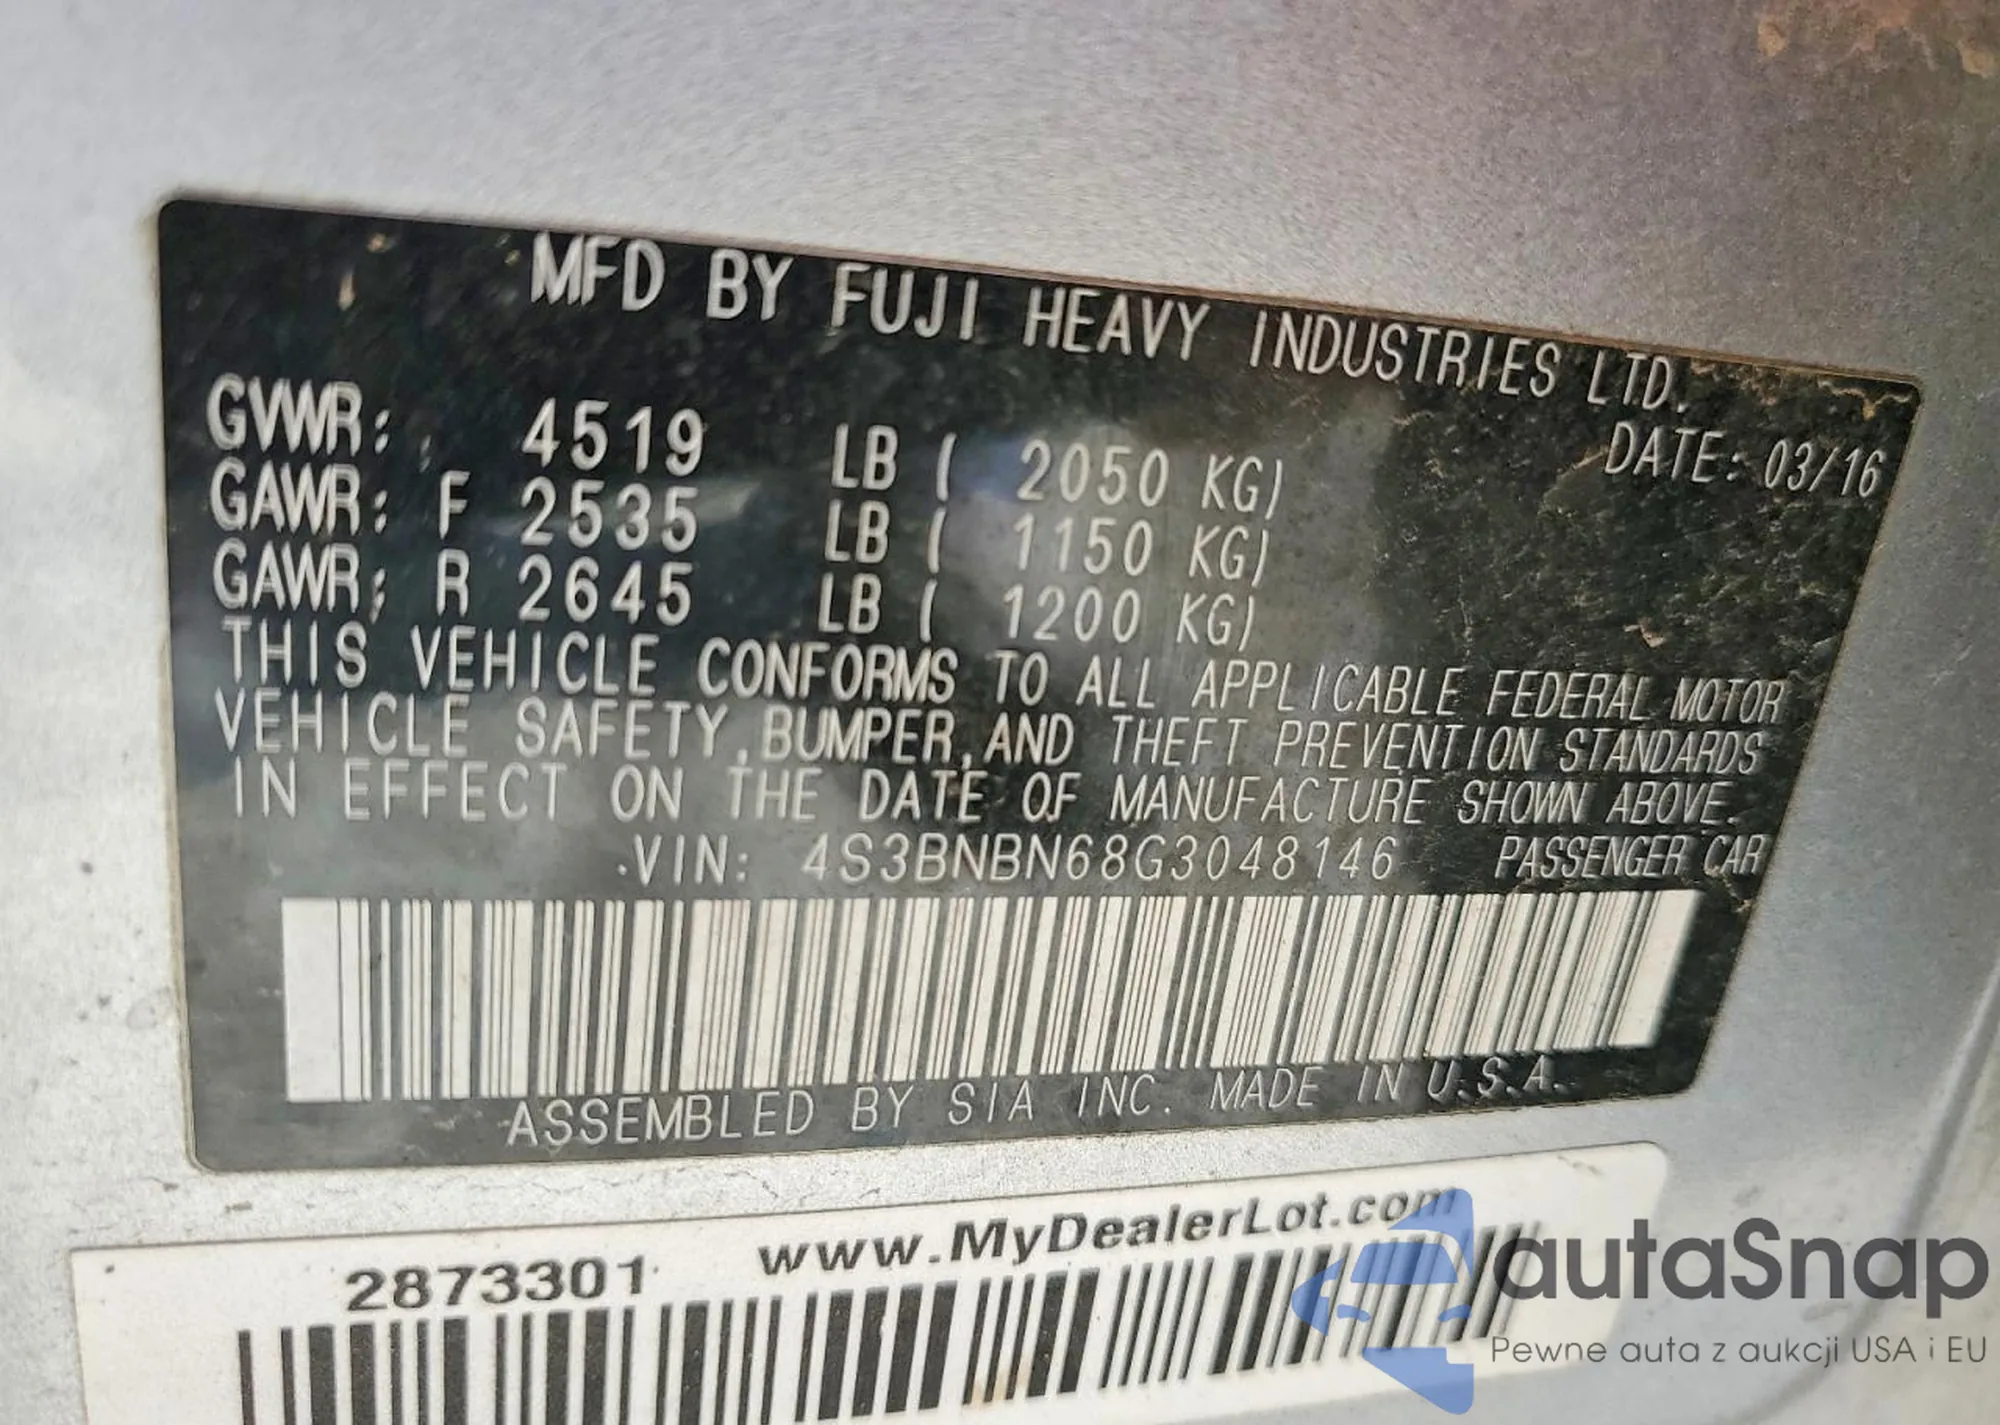 MFD BY FUJI HEAVY INDUSTRIES LTD.
DATE: 03/16
GVWR: 4519 LB ( 2050 KG)
GAWR: F 2535 LB ( 1150 KG)
GAWR: R 2645 LB ( 1200 KG)
THIS VEHICLE CONFORMS TO ALL APPLICABLE FEDERAL MOTOR
VEHICLE SAFETY, BUMPER, AND THEFT PREVENTION STANDARDS
IN EFFECT ON THE DATE OF MANUFACTURE SHOWN ABOVE.
VIN: 4S3BNBN68G3048146 PASSENGER CAR
ASSEMBLED BY SIA INC. MADE IN U.S.A.
2873301 www.MyDealerLot.com
autaSnap
Pewne auta z aukcji USA i EU